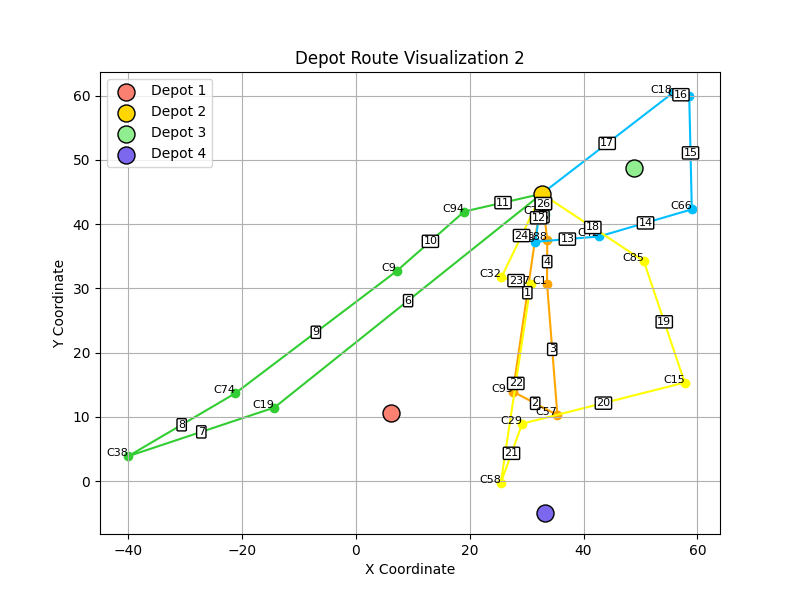 Depot Route Visualization 2
Depot 1
Depot 2
Depot 3
Depot 4
Y Coordinate
60
50
40
30
20
10
0
−40
−20
0
20
40
60
X Coordinate
C18
16
17
15
C94
11
26
12
C66
14
18
13
24
10
C85
4
C9
C32
23
C1
1
6
19
9
3
C74
C19
C15
22
2
20
C57
8
7
C29
C38
21
C58